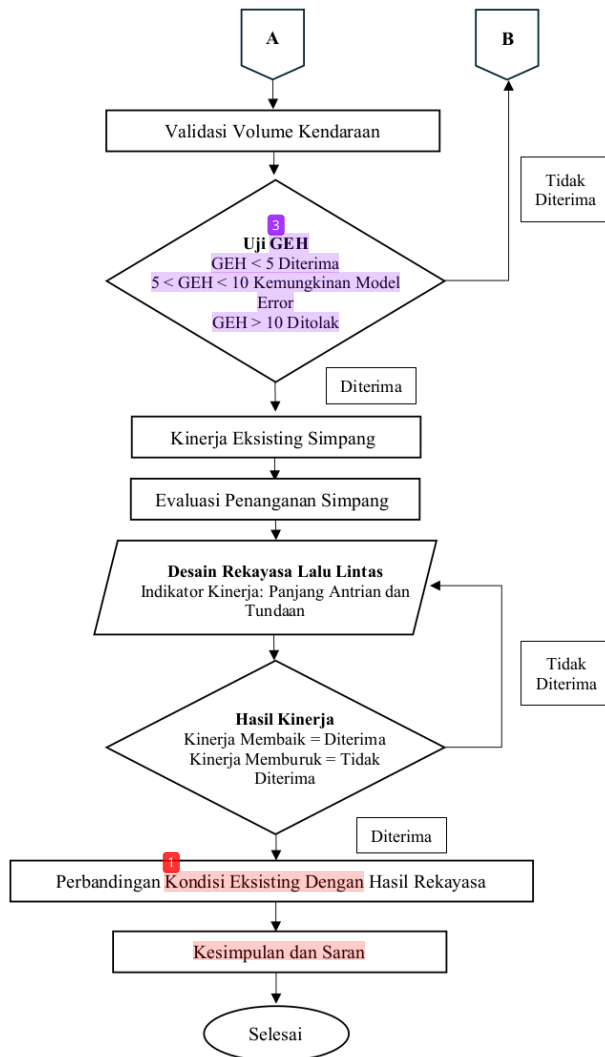 A
B
Validasi Volume Kendaraan
Tidak
Diterima
3
Uji GEH
GEH < 5 Diterima
5 < GEH < 10 Kemungkinan Model
Error
GEH > 10 Ditolak
Diterima
Kinerja Eksisting Simpang
Evaluasi Penanganan Simpang
Desain Rekayasa Lalu Lintas
Indikator Kinerja: Panjang Antrian dan
Tundaan
Tidak
Diterima
Hasil Kinerja
Kinerja Membaik = Diterima
Kinerja Memburuk = Tidak
Diterima
Diterima
1
Perbandingan Kondisi Eksisting Dengan Hasil Rekayasa
Kesimpulan dan Saran
Selesai